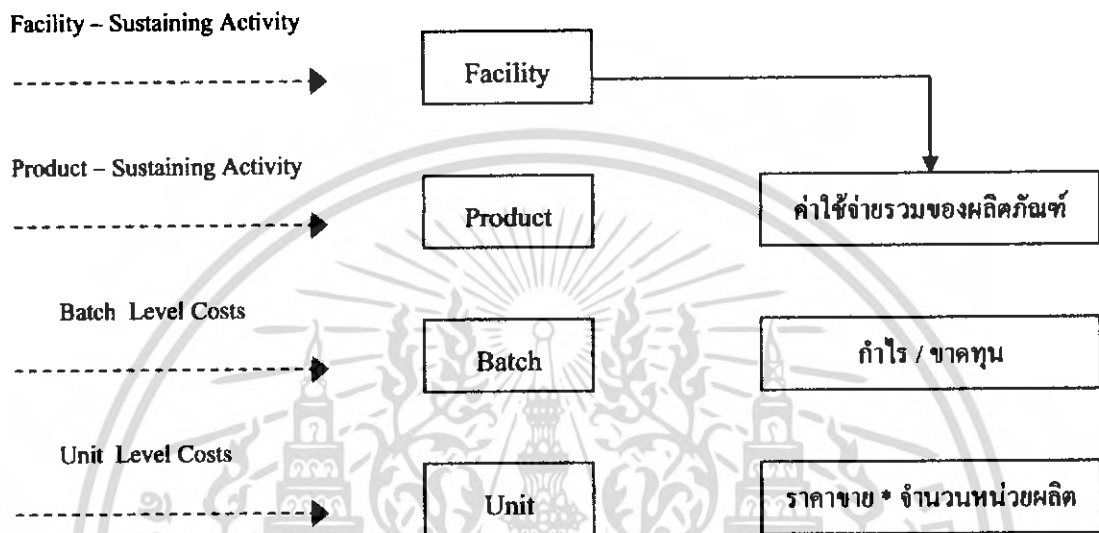 Facility – Sustaining Activity
Facility
Product – Sustaining Activity
Product
ค่าใช้จ่ายรวมของผลิตภัณฑ์
Batch Level Costs
Batch
กำไร / ขาดทุน
Unit Level Costs
Unit
ราคาขาย * จำนวนหน่วยผลิต